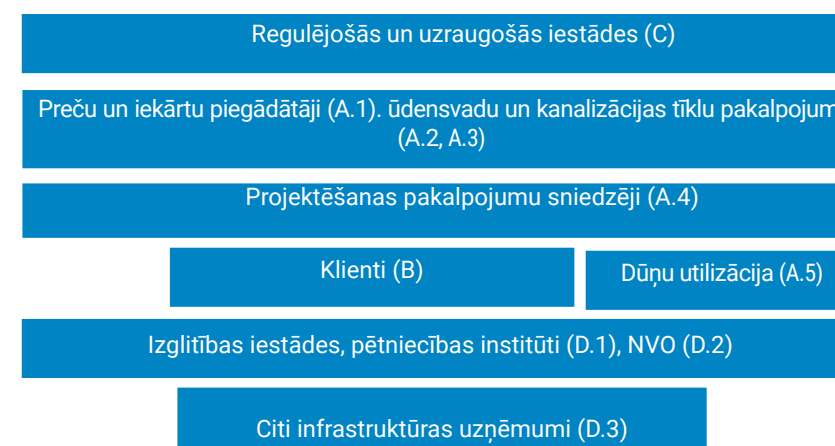 Regulējošās un uzraugošās iestādes (C)
Preču un iekārtu piegādātāji (A.1). ūdensvadu un kanalizācijas tīklu pakalpojum
(A.2, A.3)
Projektēšanas pakalpojumu sniedzēji (A.4)
Klienti (B)
Dūņu utilizācija (A.5)
Izglītības iestādes, pētniecības institūti (D.1), NVO (D.2)
Citi infrastruktūras uzņēmumi (D.3)